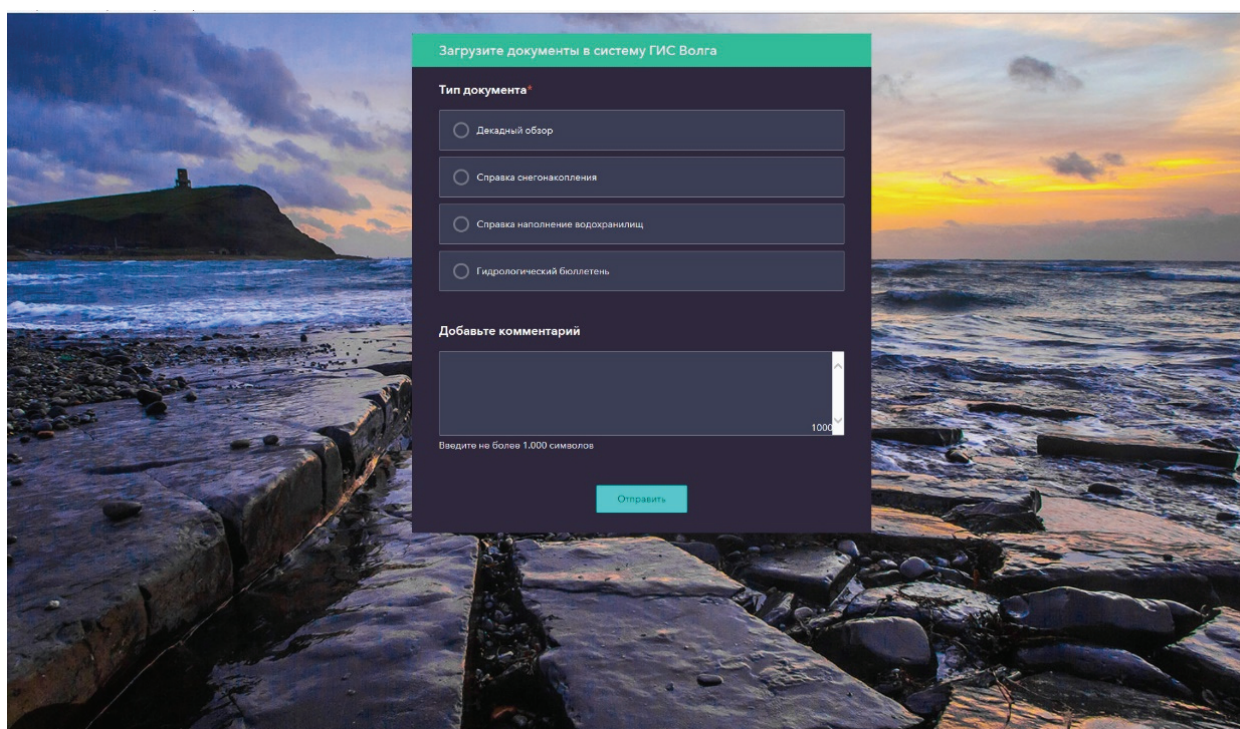 Загрузите документы в систему ГИС Волга
Тип документа*
Декадный обзор
Справка снегонакопления
Справка наполнение водохранилищ
Гидрологический бюллетень
Добавьте комментарий
1000
Введите не более 1.000 символов
Отправить